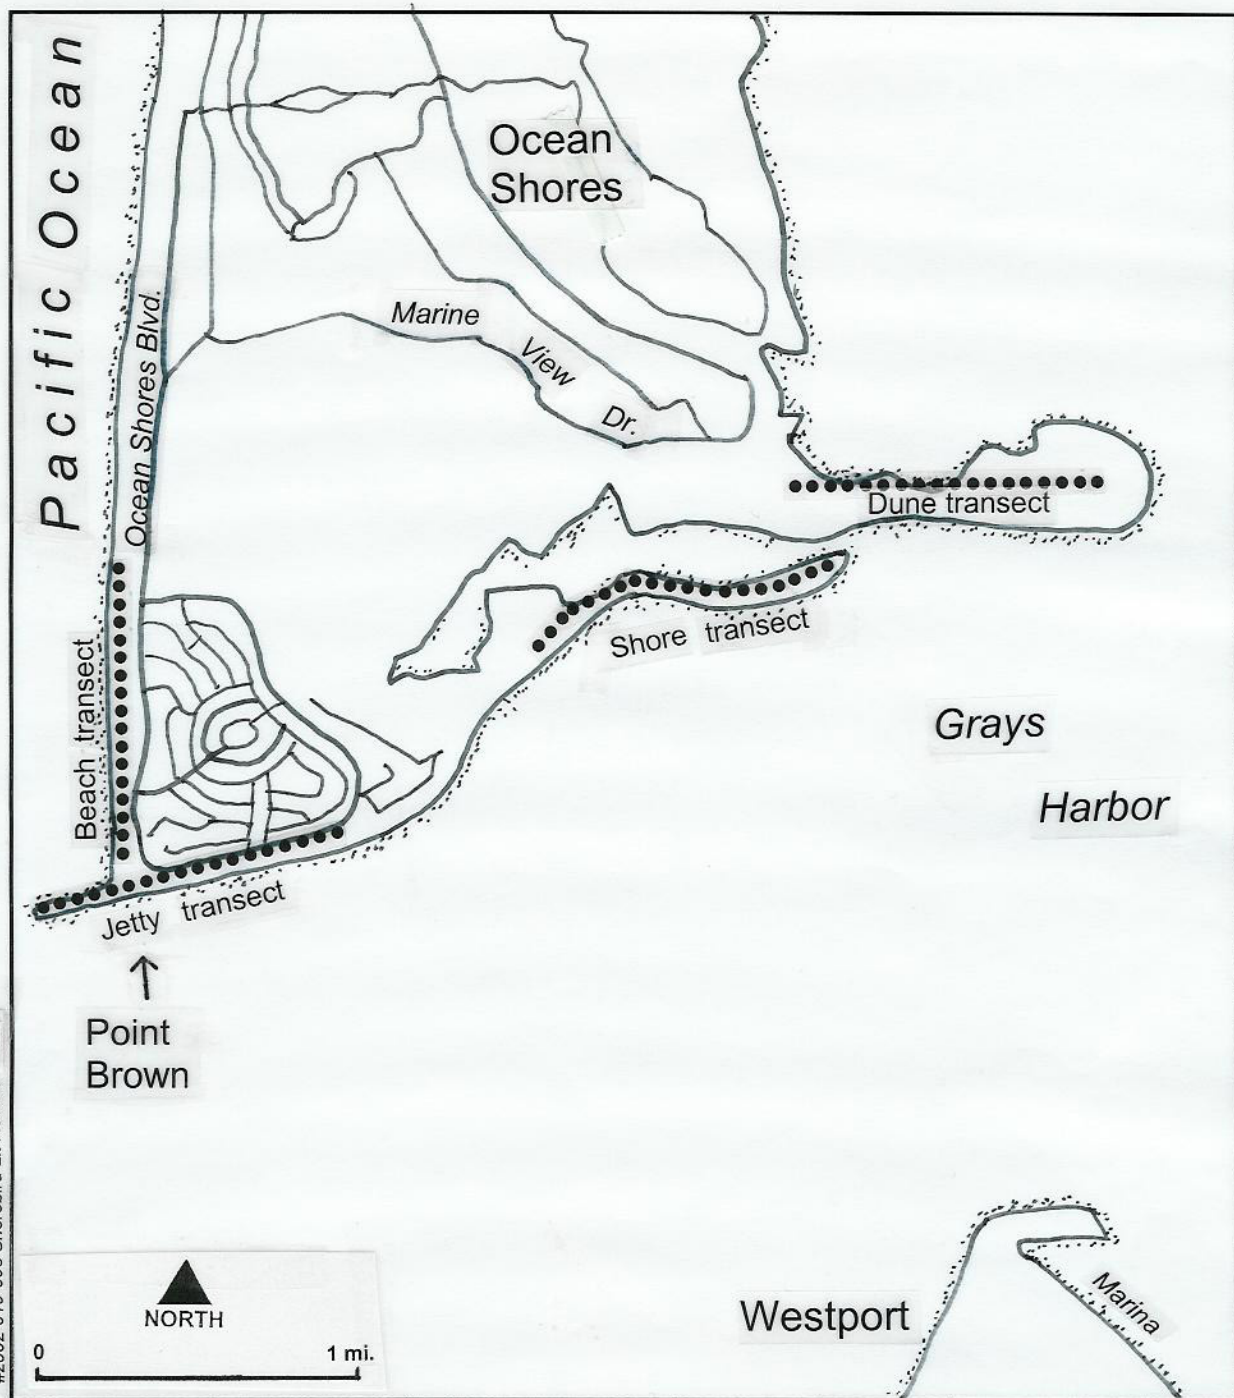 Pacific Ocean
Ocean
Shores
Ocean Shores Blvd.
Marine
View
Dr.
Dune transect
Shore transect
Beach transect
Grays
Harbor
Jetty transect
Point
Brown
NORTH
0 1 mi.
Westport
Marina